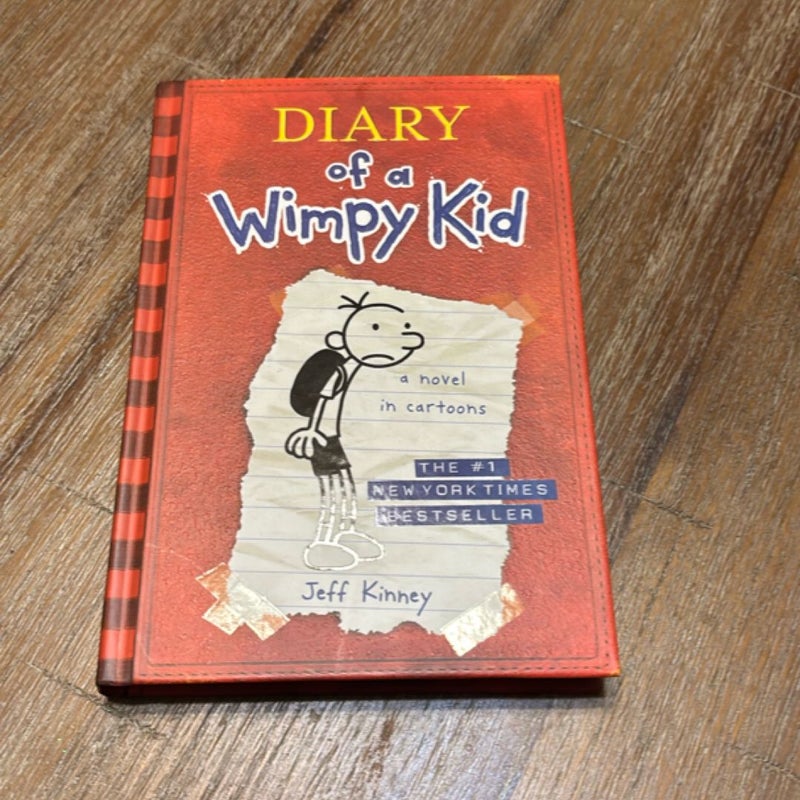 DIARY
of a
Wimpy Kid
a novel
in cartoons
THE #1
NEW YORK TIMES
BESTSELLER
Jeff Kinney